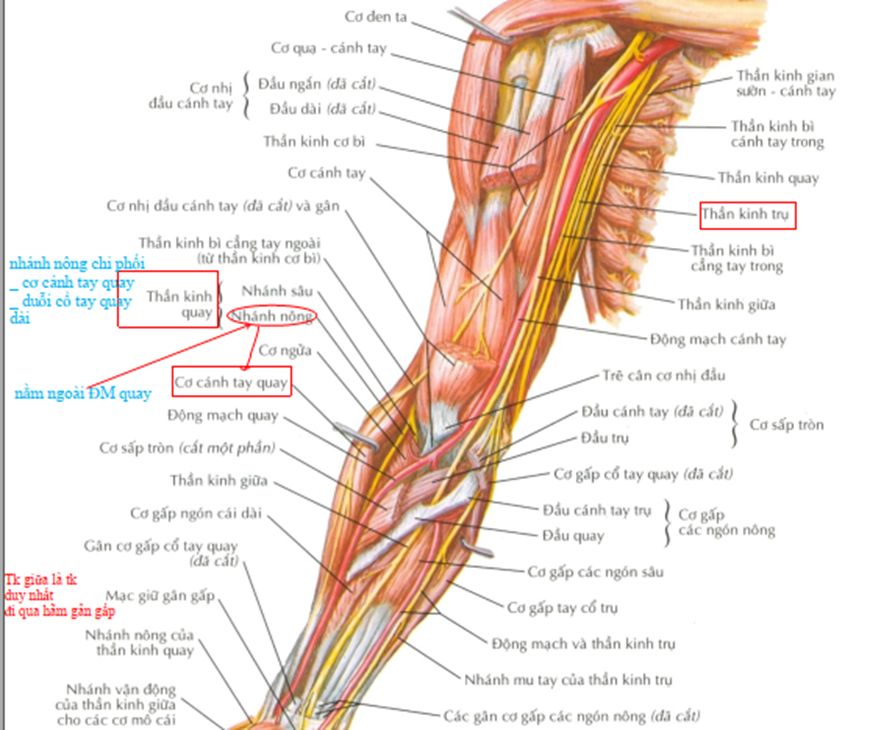 Cơ đen ta
Cơ quạ - cánh tay
Cơ nhị
đầu cánh tay
Đầu ngắn (đã cắt)
Đầu dài (đã cắt)
Thần kinh cơ bì
Cơ cánh tay
Cơ nhị đầu cánh tay (đã cắt) và gân
Thần kinh bì cẳng tay ngoài
(từ thần kinh cơ bì)
nhánh nông chi phối
_ cơ cánh tay quay
_ duỗi cổ tay quay
dài
Thần kinh
quay
Nhánh sâu
Nhánh nông
Cơ ngửa
Cơ cánh tay quay
nằm ngoài ĐM quay
Động mạch quay
Cơ sấp tròn (cắt một phần)
Thần kinh giữa
Cơ gấp ngón cái dài
Gân cơ gấp cổ tay quay
(đã cắt)
Tk giữa là tk
duy nhất
đi qua hầm gân gấp
Mạc giữ gân gấp
Nhánh nông của
thần kinh quay
Nhánh vận động
của thần kinh giữa
cho các cơ mô cái
Thần kinh gian
sườn - cánh tay
Thần kinh bì
cánh tay trong
Thần kinh quay
Thần kinh trụ
Thần kinh bì
cẳng tay trong
Thần kinh giữa
Động mạch cánh tay
Trẽ cân cơ nhị đầu
Đầu cánh tay (đã cắt)
Đầu trụ
Cơ sấp tròn
Cơ gấp cổ tay quay (đã cắt)
Đầu cánh tay trụ
Đầu quay
Cơ gấp
các ngón nông
Cơ gấp các ngón sâu
Cơ gấp tay cổ trụ
Động mạch và thần kinh trụ
Nhánh mu tay của thần kinh trụ
Các gân cơ gấp các ngón nông (đã cắt)